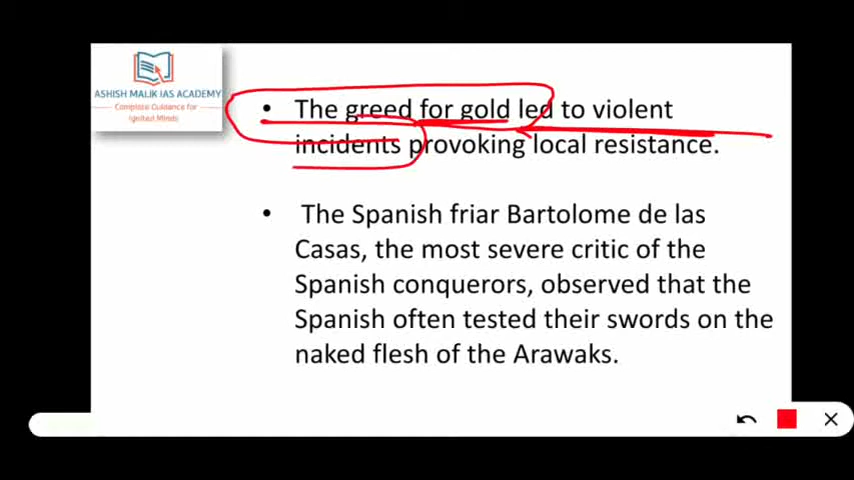 ASHISH MALIK IAS ACADEMY
Complete Guidance for
Ignited Minds
• The greed for gold led to violent
incidents provoking local resistance.
• The Spanish friar Bartolome de las
Casas, the most severe critic of the
Spanish conquerors, observed that the
Spanish often tested their swords on the
naked flesh of the Arawaks.